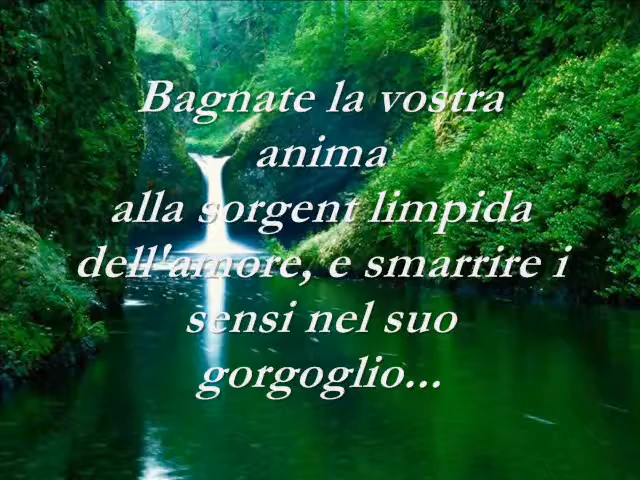 Bagnate la vostra
anima
alla sorgent limpida
dell'amore, e smarrire i
sensi nel suo
gorgoglio...